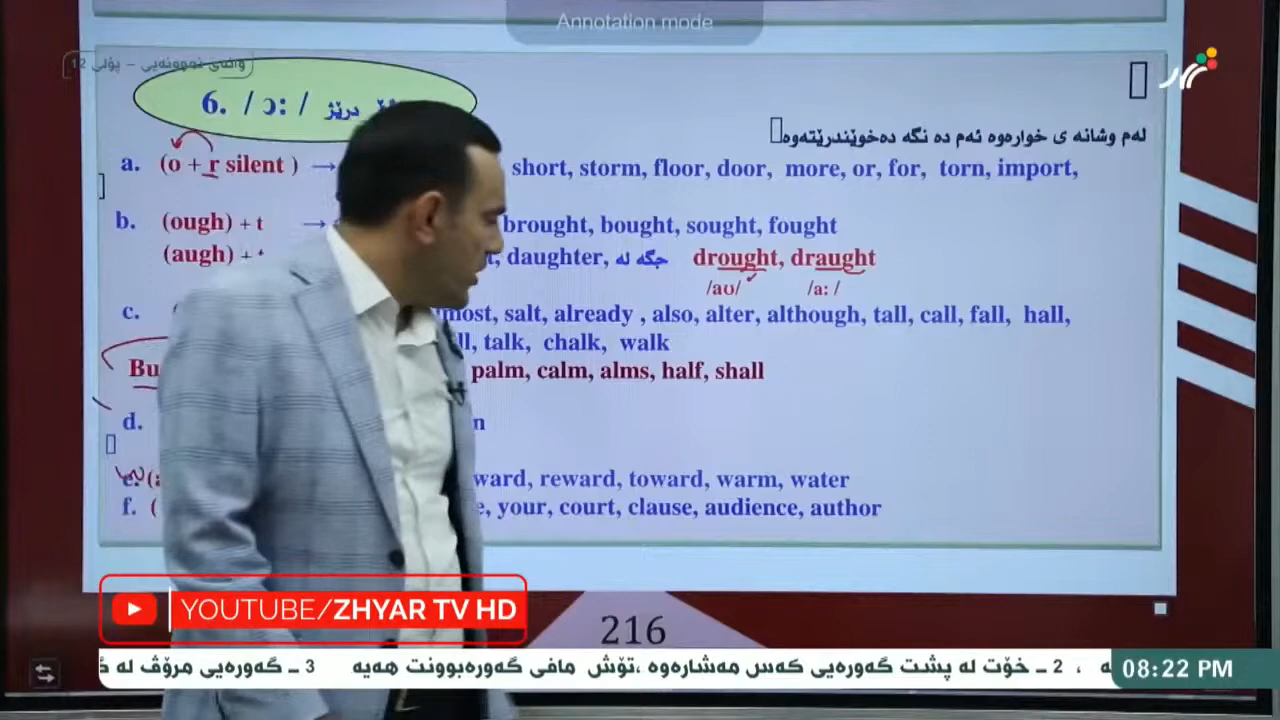 Annotation mode
وانەی نموونەیی – پۆلی 12
6. / ɔː / درێژ
لەم وشانە ی خوارەوە ئەم دە نگە دەخوێندرێتەوە
a. (o + r silent ) → short, storm, floor, door, more, or, for, torn, import,
b. (ough) + t → brought, bought, sought, fought
(augh) + daughter, جگە لە drought, draught
/aʊ/ /a: /
c. salt, already , also, alter, although, tall, call, fall, hall,
talk, chalk, walk
palm, calm, alms, half, shall
d.
e. ward, reward, toward, warm, water
f. your, court, clause, audience, author
YOUTUBE/ZHYAR TV HD
216
2 ـ خۆت لە پشت گەورەیی کەس مەشارەوە ،تۆش مافی گەورەبوونت هەیە 3 ـ گەورەیی مرۆڤ لە
08:22 PM